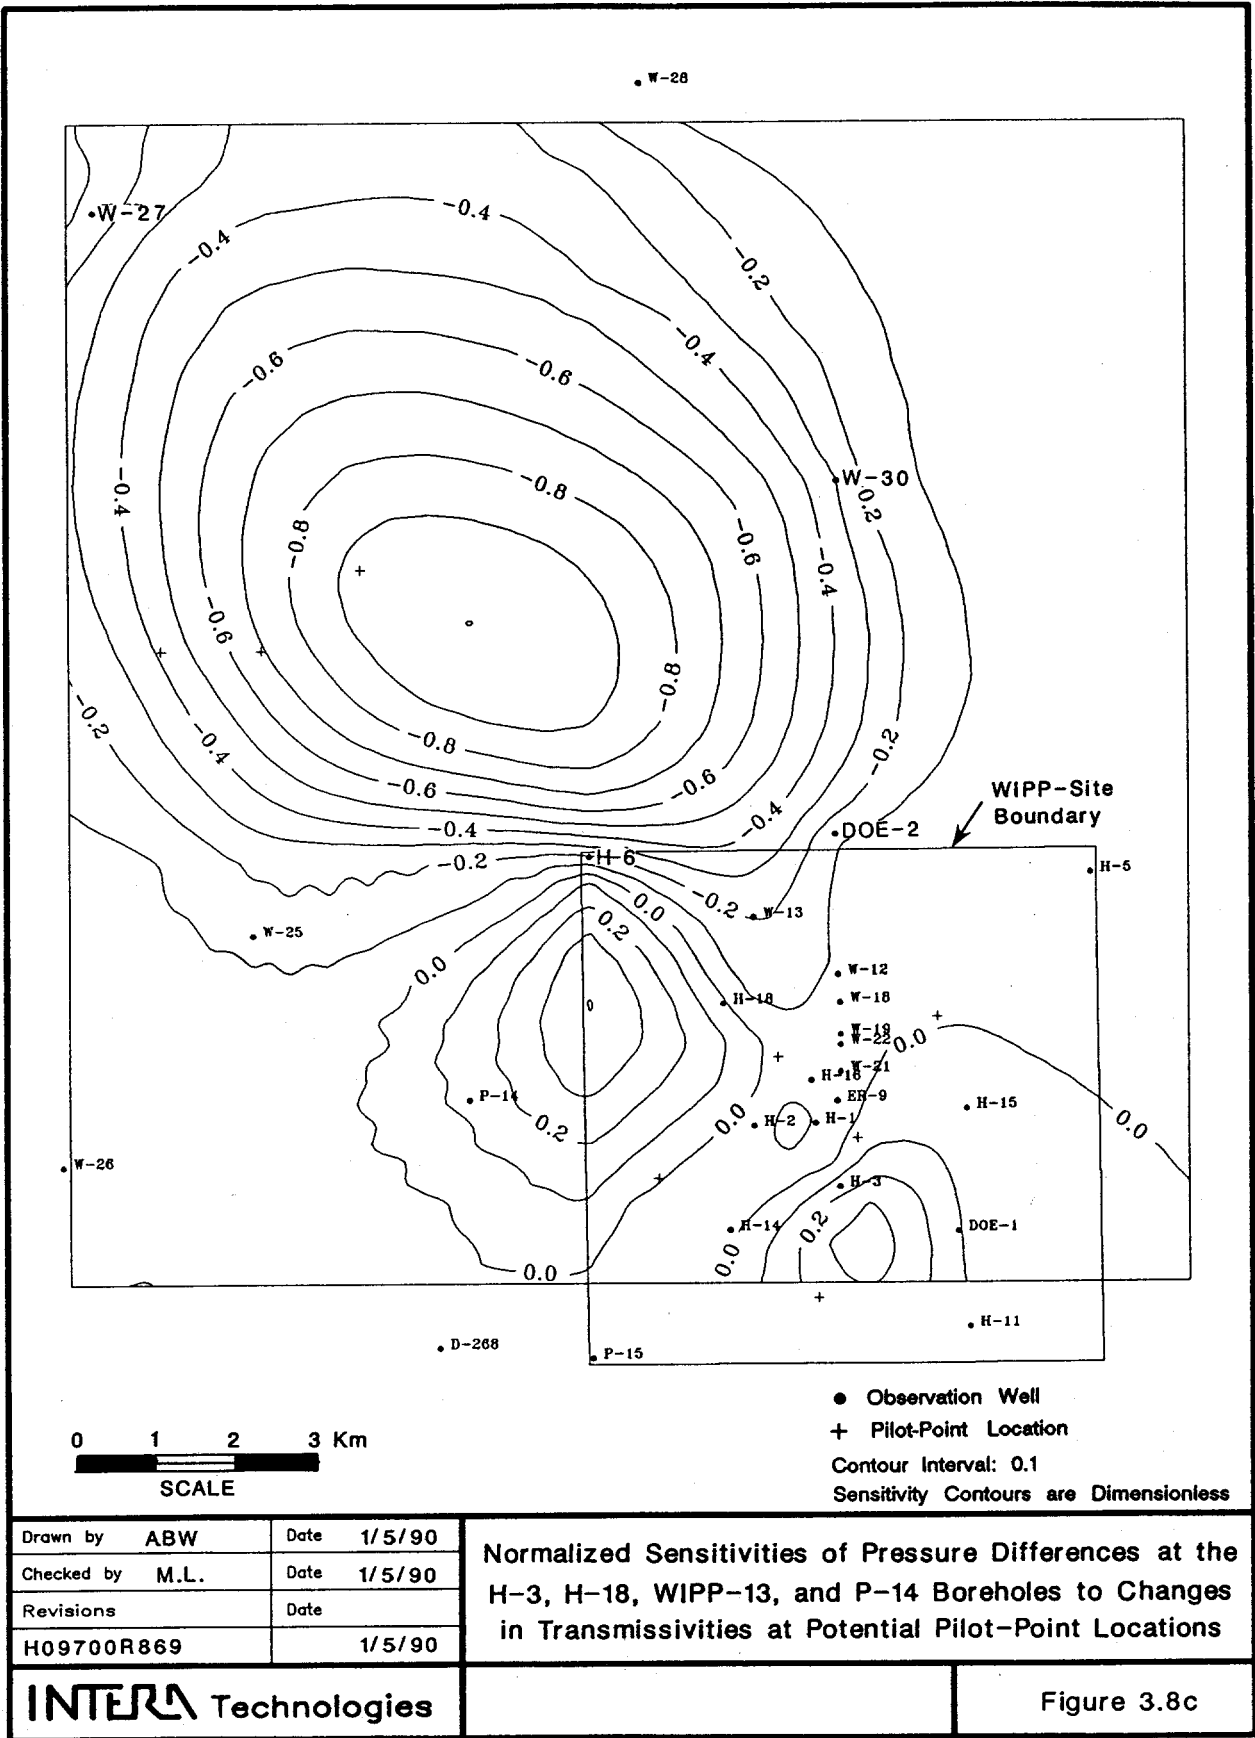 W-28
W-27
-0.4
-0.4
-0.2
-0.4
-0.6
-0.6
W-30
-0.8
0.2
-0.4
-0.8
-0.6
-0.4
-0.6
-0.8
-0.2
-0.4
-0.8
-0.2
-0.6
-0.6
WIPP-Site
Boundary
-0.4
-0.4
DOE-2
-0.2
H-6
H-5
0.0
-0.2
W-13
0.2
W-25
0.0
W-12
H-18
W-18
W-19
W-22
0.0
W-21
H-16
P-14
ER-9
H-15
0.2
0.0
H-2
H-1
0.0
W-26
H-3
H-14
0.2
DOE-1
0.0
0.0
H-11
D-268
P-15
Observation Well
+ Pilot-Point Location
Contour Interval: 0.1
Sensitivity Contours are Dimensionless
0 1 2 3 Km
SCALE
Drawn by ABW Date 1/5/90
Checked by M.L. Date 1/5/90
Revisions Date
H09700R869 1/5/90
Normalized Sensitivities of Pressure Differences at the
H-3, H-18, WIPP-13, and P-14 Boreholes to Changes
in Transmissivities at Potential Pilot-Point Locations
INTERA Technologies
Figure 3.8c